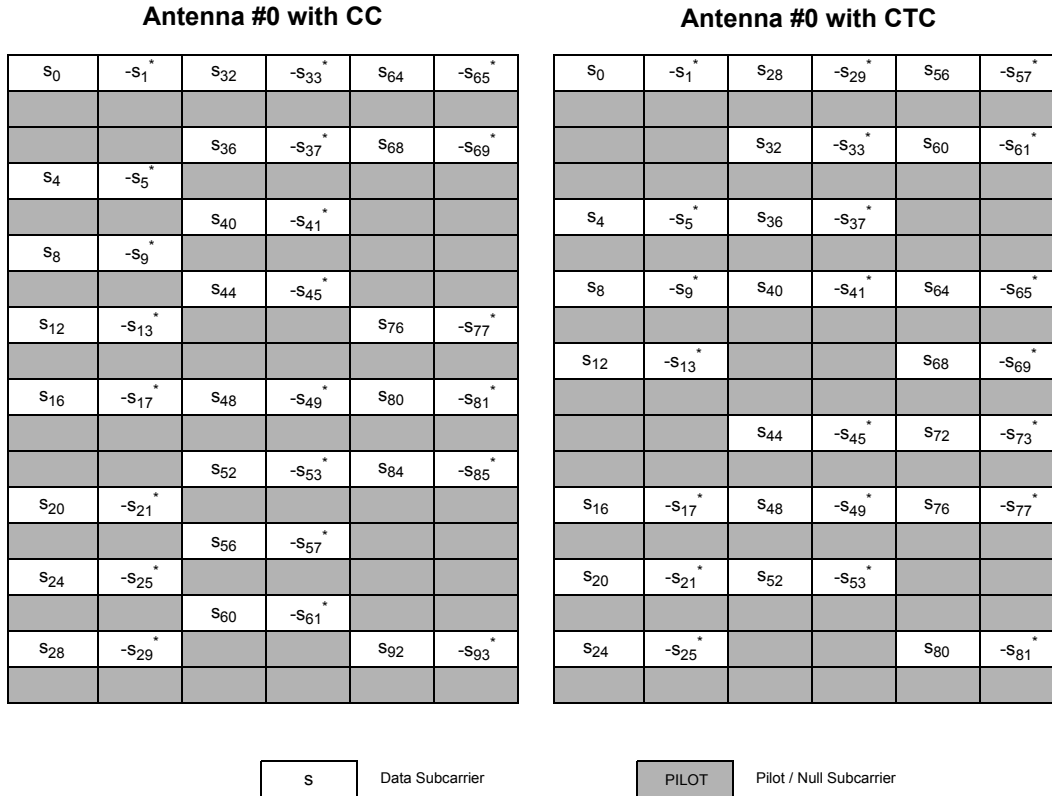 Antenna #0 with CC
s0 -s1* s32 -s33* s64 -s65*
s36 -s37* s68 -s69*
s4 -s5*
s40 -s41*
s8 -s9*
s44 -s45*
s12 -s13* s76 -s77*
s16 -s17* s48 -s49* s80 -s81*
s52 -s53* s84 -s85*
s20 -s21*
s56 -s57*
s24 -s25*
s60 -s61*
s28 -s29* s92 -s93*
Antenna #0 with CTC
s0 -s1* s28 -s29* s56 -s57*
s32 -s33* s60 -s61*
s4 -s5* s36 -s37*
s8 -s9* s40 -s41* s64 -s65*
s12 -s13* s68 -s69*
s44 -s45* s72 -s73*
s16 -s17* s48 -s49* s76 -s77*
s20 -s21* s52 -s53*
s24 -s25* s80 -s81*
s Data Subcarrier
PILOT Pilot / Null Subcarrier